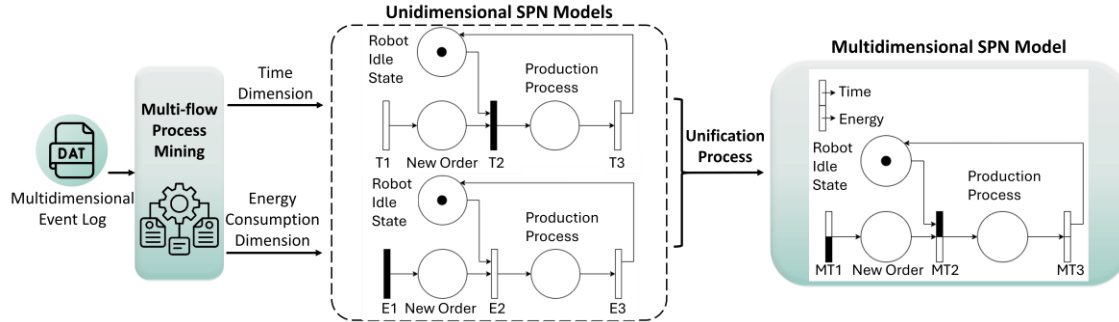 Unidimensional SPN Models
Multidimensional SPN Model
DAT
Multidimensional
Event Log
Multi-flow
Process
Mining
Time
Dimension
Energy
Consumption
Dimension
Robot
Idle
State
Production
Process
T1
New Order
T2
T3
Robot
Idle
State
Production
Process
E1
New Order
E2
E3
Unification
Process
Time
Energy
Robot
Idle
State
Production
Process
MT1
New Order
MT2
MT3